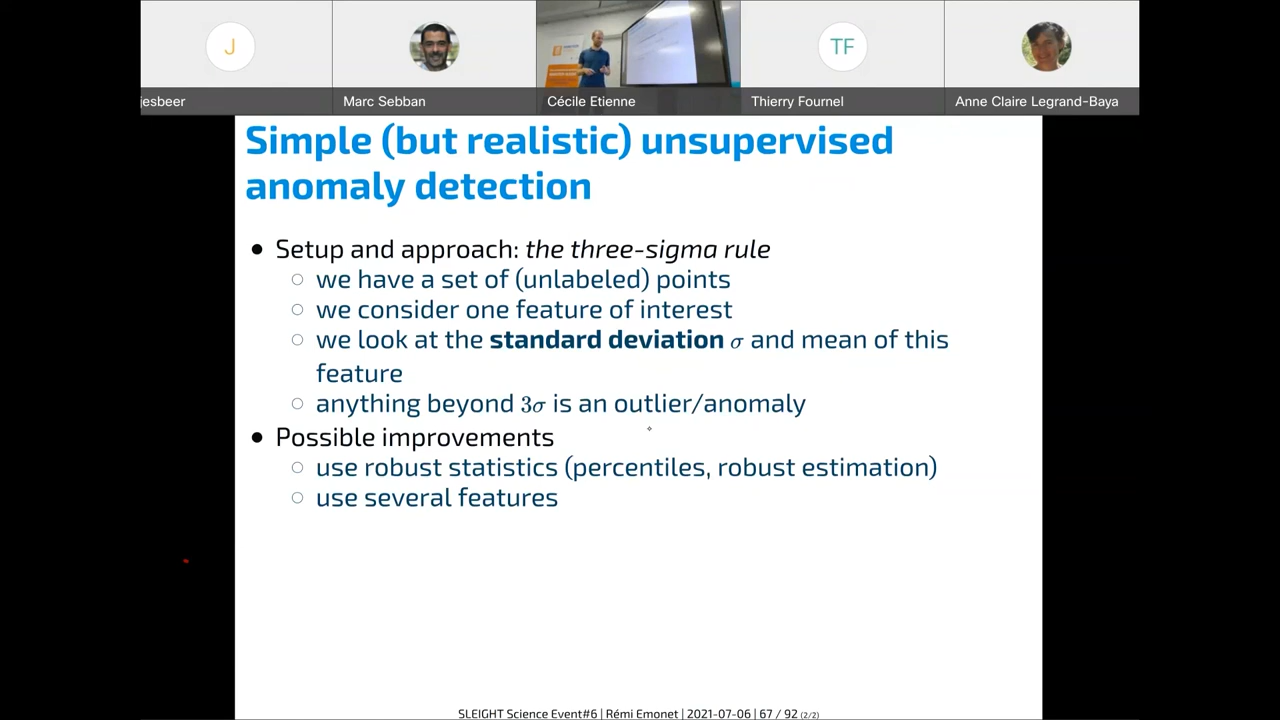 J
TF
jesbeer
Marc Sebban
Cécile Etienne
Thierry Fournel
Anne Claire Legrand-Baya
Simple (but realistic) unsupervised
anomaly detection
● Setup and approach: the three-sigma rule
○ we have a set of (unlabeled) points
○ we consider one feature of interest
○ we look at the standard deviation σ and mean of this
feature
○ anything beyond 3σ is an outlier/anomaly
● Possible improvements
○ use robust statistics (percentiles, robust estimation)
○ use several features
SLEIGHT Science Event#6 | Rémi Emonet | 2021-07-06 | 67 / 92 (2/2)